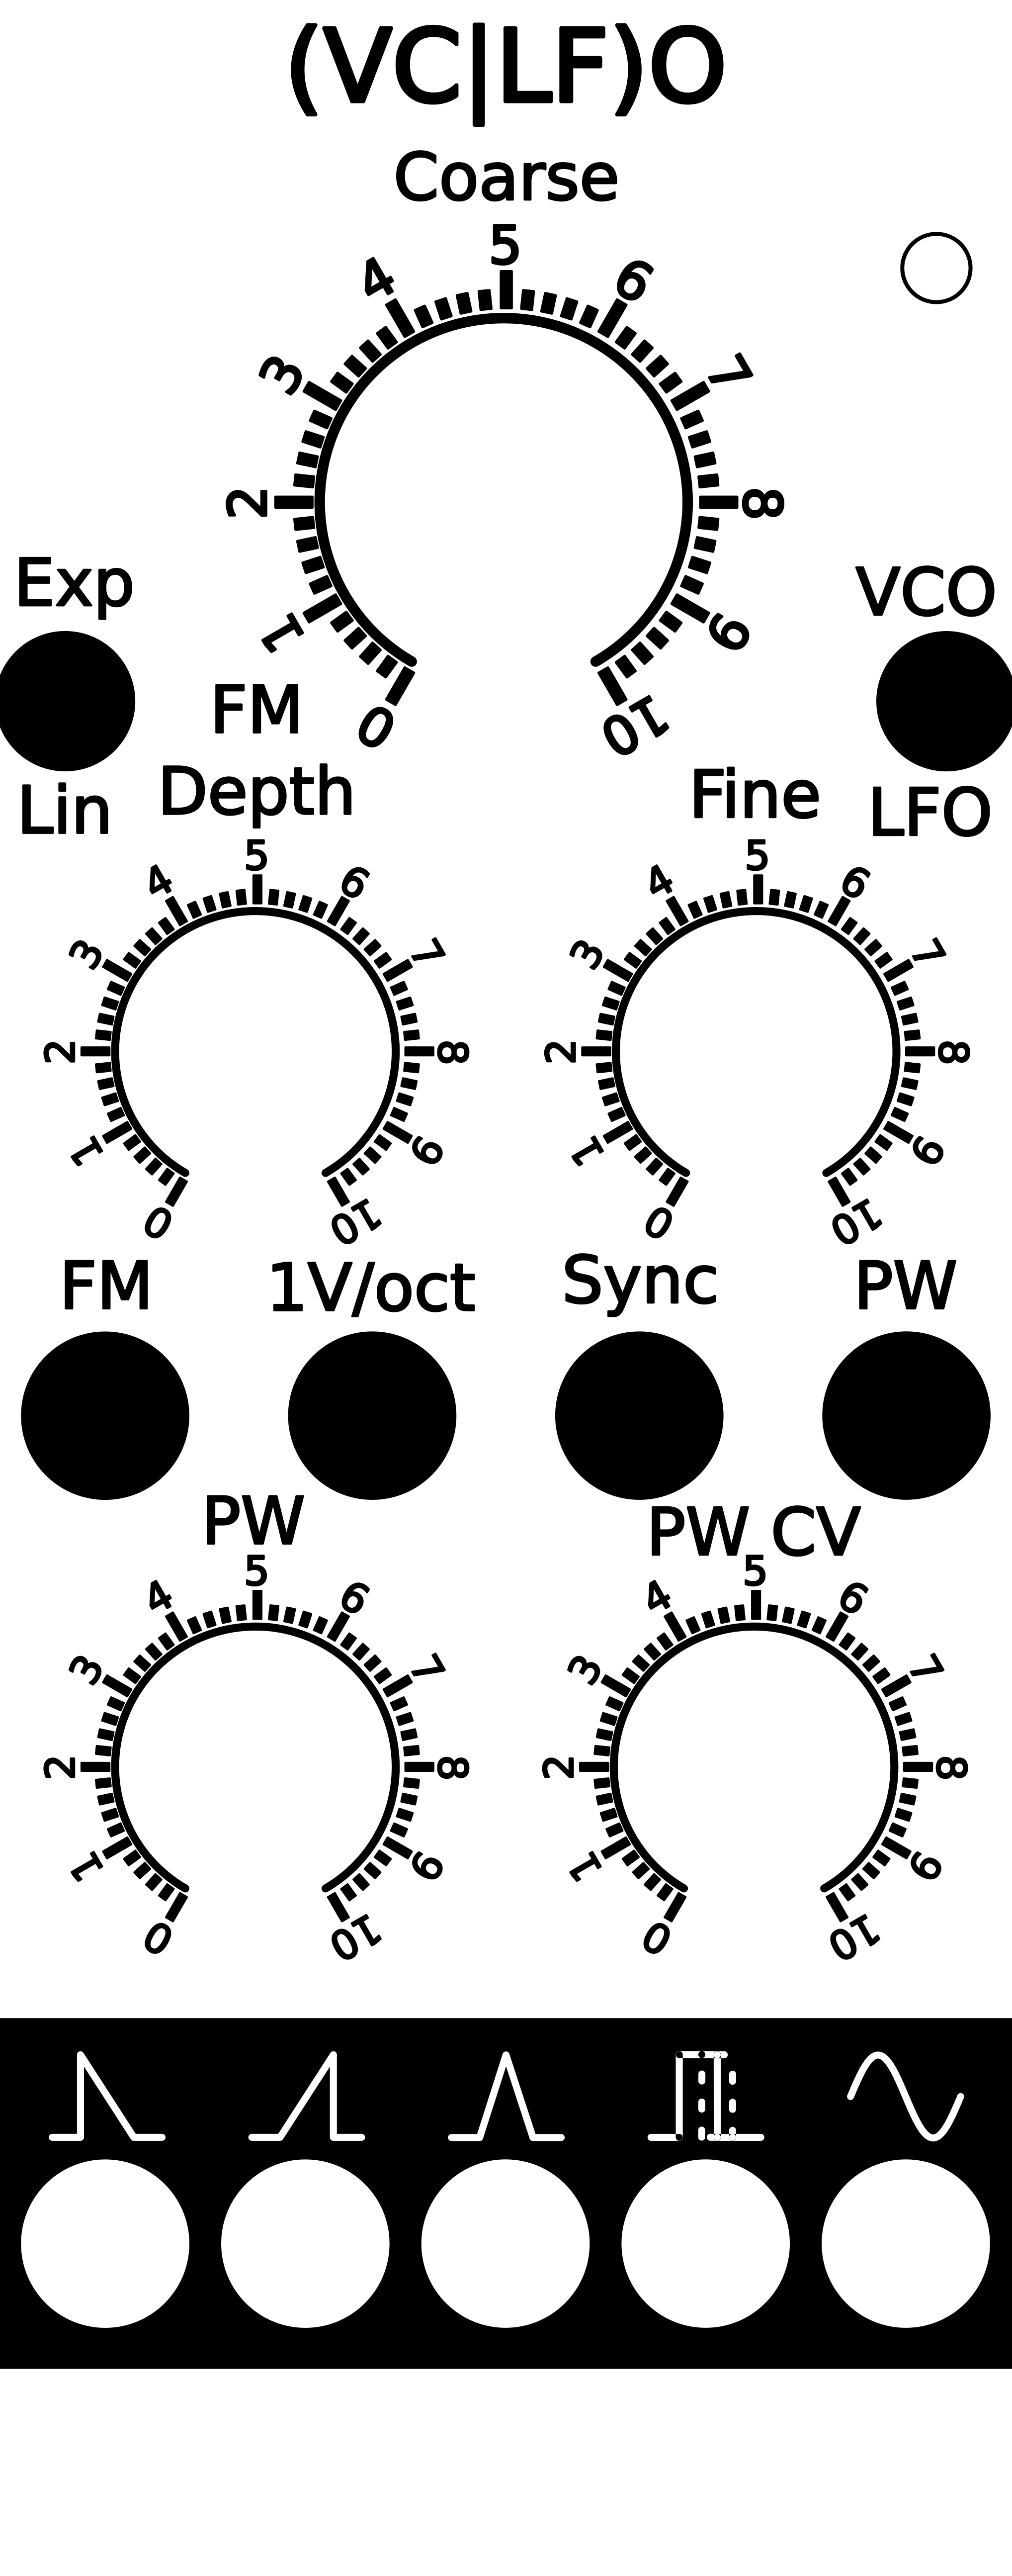 (VC|LF)O
Coarse
0 1 2 3 4 5 6 7 8 9 10
Exp
VCO
Lin
LFO
FM
Depth
0 1 2 3 4 5 6 7 8 9 10
Fine
0 1 2 3 4 5 6 7 8 9 10
FM 1V/oct Sync PW
PW
0 1 2 3 4 5 6 7 8 9 10
PW CV
0 1 2 3 4 5 6 7 8 9 10